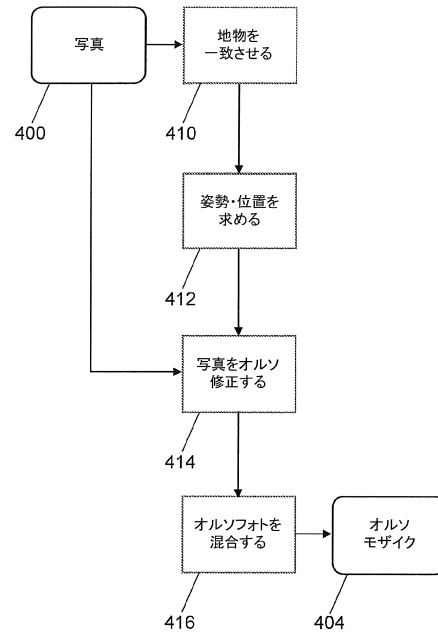 写真
地物を
一致させる
400
410
姿勢・位置を
求める
412
写真をオルソ
修正する
414
オルソフォトを
混合する
オルソ
モザイク
416
404